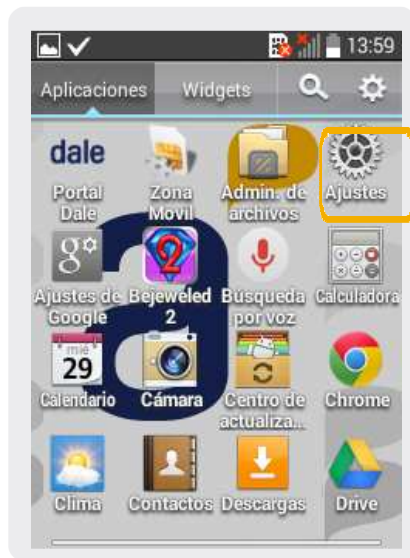 13:59
Aplicaciones Widgets
dale
Portal Dale
Zona Movil
Admin. de archivos
Ajustes
g
Ajustes de Google
2
Bejeweled 2
Búsqueda por voz
Calculadora
mié
29
Calendario
Cámara
Centro de actualiza...
Chrome
Clima
Contactos
Descargas
Drive